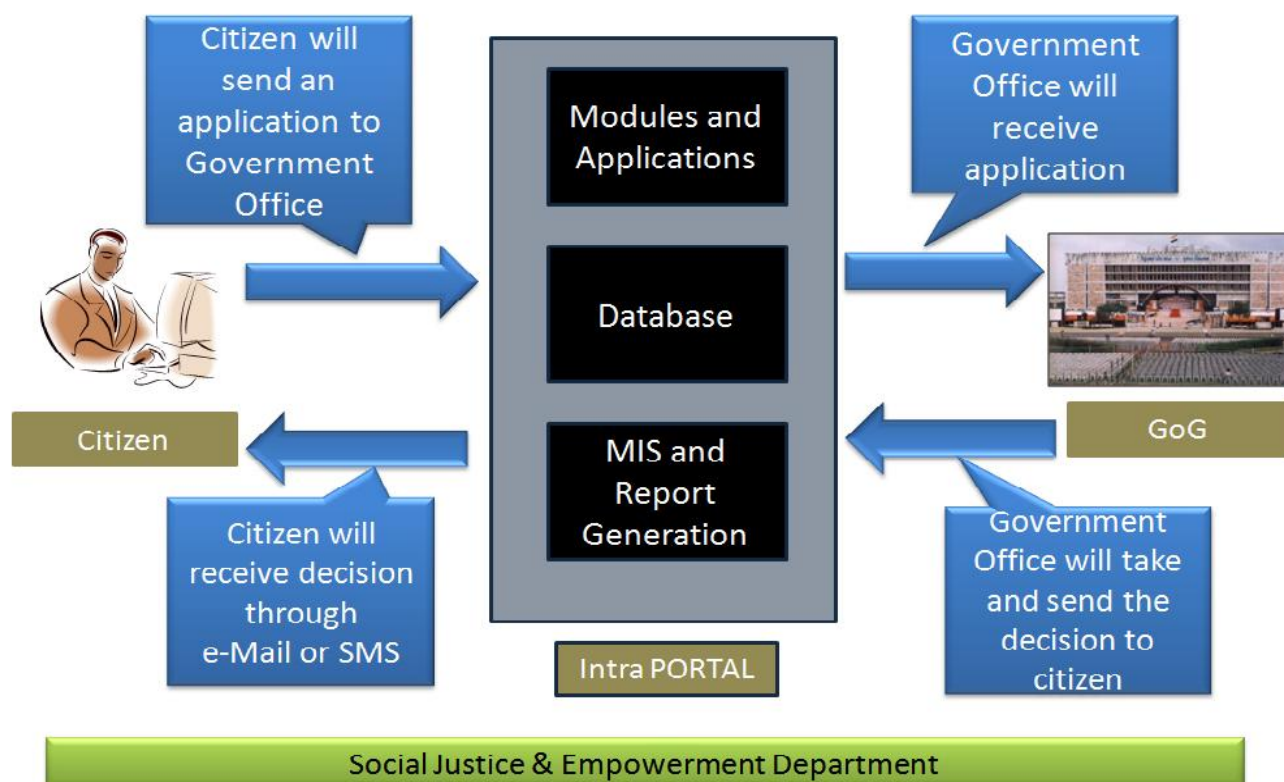 Citizen will
send an
application to
Government
Office
Modules and
Applications
Government
Office will
receive
application
Database
Citizen
GoG
MIS and
Report
Generation
Citizen will
receive decision
through
e-Mail or SMS
Government
Office will take
and send the
decision to
citizen
Intra PORTAL
Social Justice & Empowerment Department